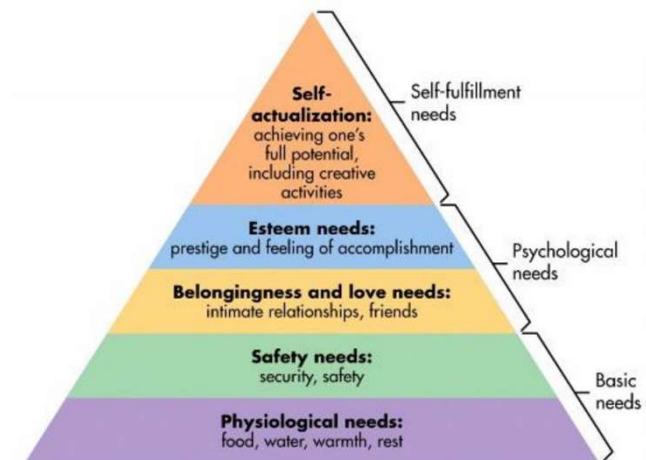 Self-
actualization:
achieving one's
full potential,
including creative
activities
Self-fulfillment
needs
Esteem needs:
prestige and feeling of accomplishment
Belongingness and love needs:
intimate relationships, friends
Psychological
needs
Safety needs:
security, safety
Physiological needs:
food, water, warmth, rest
Basic
needs